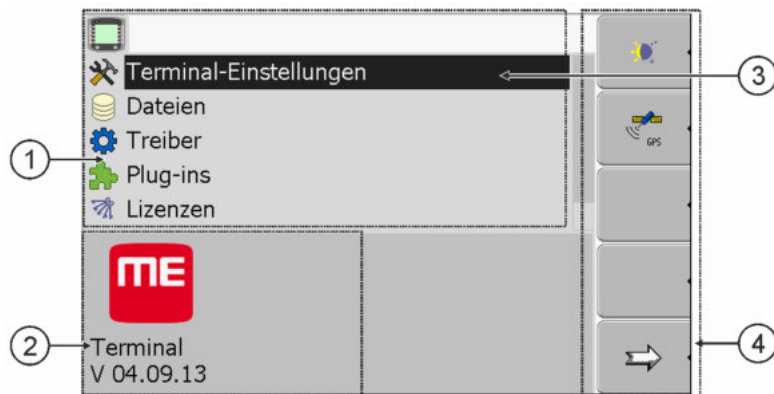 Terminal-Einstellungen
Dateien
Treiber
Plug-ins
Lizenzen
ME
Terminal
V 04.09.13
GPS
1
2
3
4